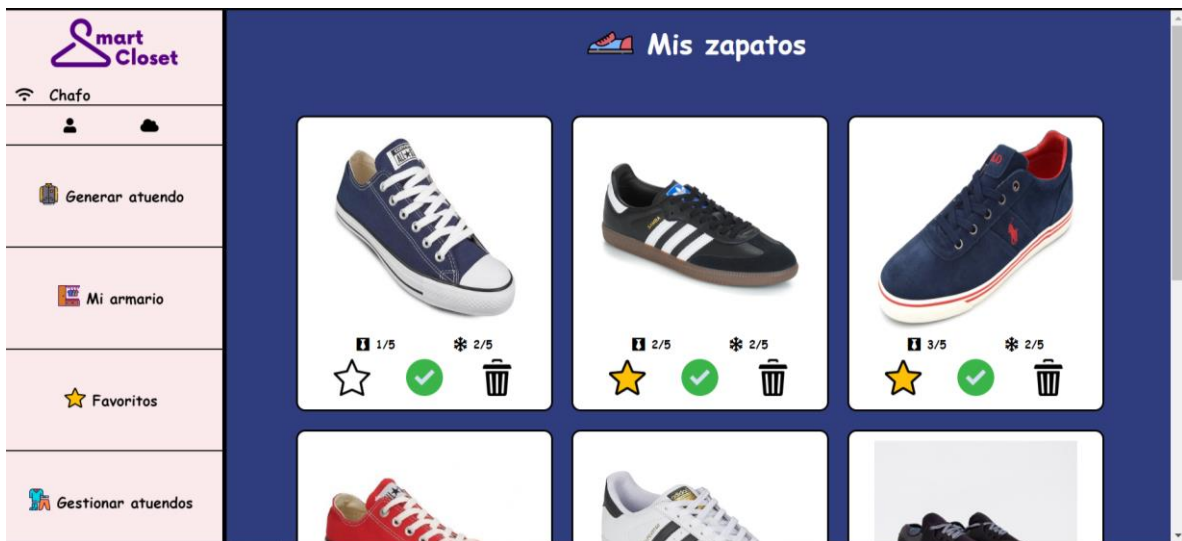 Smart
Closet
Chafo
Generar atuendo
Mi armario
Favoritos
Gestionar atuendos
Mis zapatos
1/5 2/5
2/5 2/5
3/5 2/5